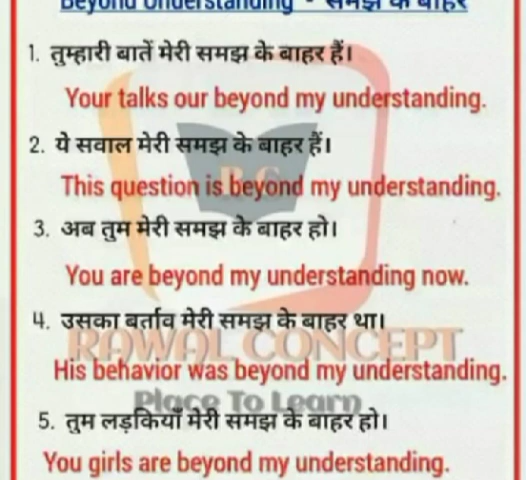 Beyond Understanding - समझ के बाहर
1. तुम्हारी बातें मेरी समझ के बाहर हैं।
Your talks our beyond my understanding.
2. ये सवाल मेरी समझ के बाहर हैं।
This question is beyond my understanding.
3. अब तुम मेरी समझ के बाहर हो।
You are beyond my understanding now.
4. उसका बर्ताव मेरी समझ के बाहर था।
RAWAL CONCEPT
His behavior was beyond my understanding.
Place To Learn
5. तुम लड़कियाँ मेरी समझ के बाहर हो।
You girls are beyond my understanding.